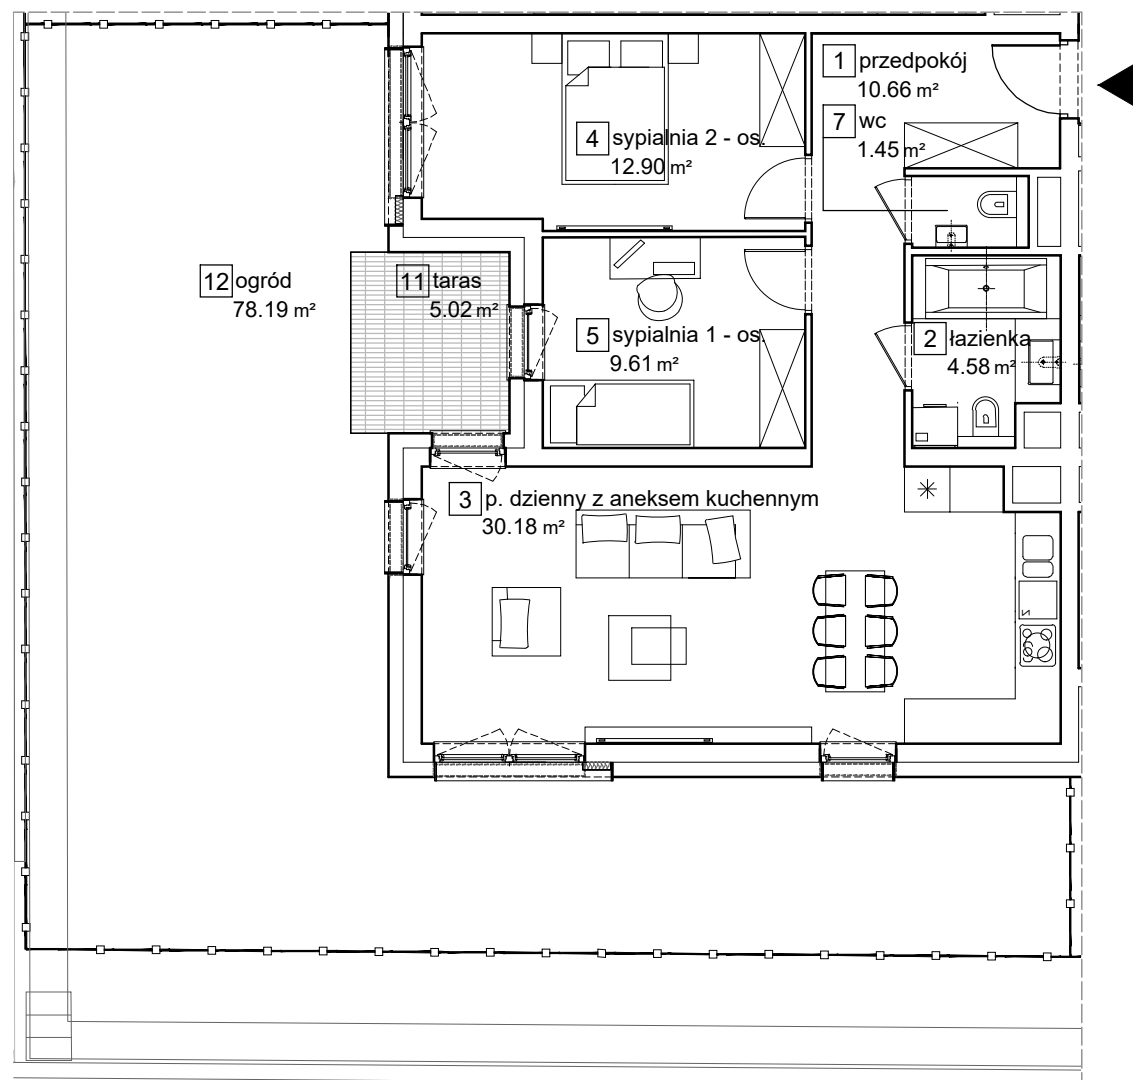 1 przedpokój
10.66 m²
7 wc
1.45 m²
4 sypialnia 2 - os.
12.90 m²
12 ogród
78.19 m²
11 taras
5.02 m²
5 sypialnia 1 - os.
9.61 m²
2 łazienka
4.58 m²
3 p. dzienny z aneksem kuchennym
30.18 m²